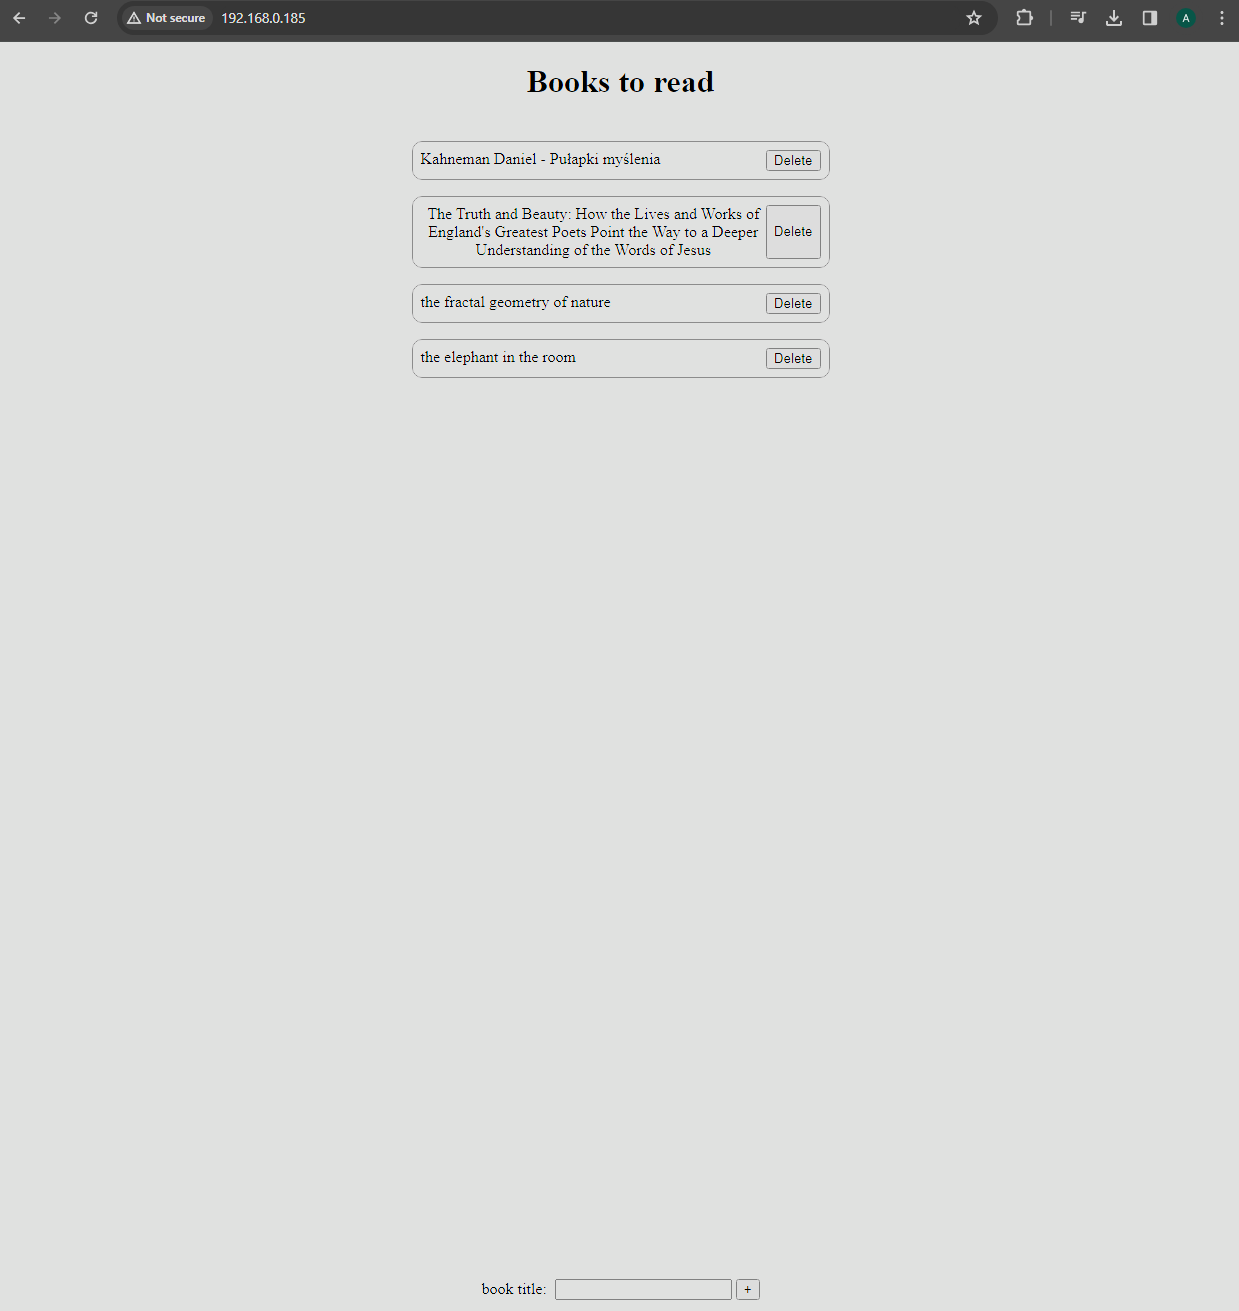 Not secure 192.168.0.185
A
Books to read
Kahneman Daniel - Pułapki myślenia
Delete
The Truth and Beauty: How the Lives and Works of
England's Greatest Poets Point the Way to a Deeper
Understanding of the Words of Jesus
Delete
the fractal geometry of nature
Delete
the elephant in the room
Delete
book title:
+